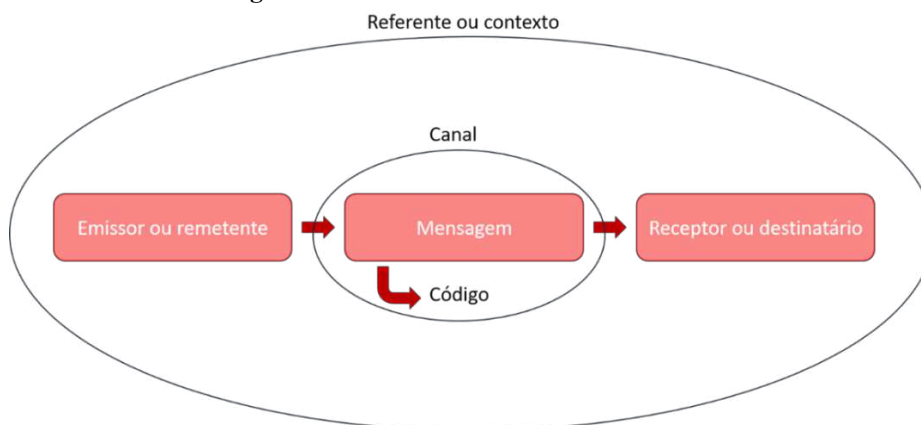 Referente ou contexto
Canal
Emissor ou remetente
Mensagem
Receptor ou destinatário
Código